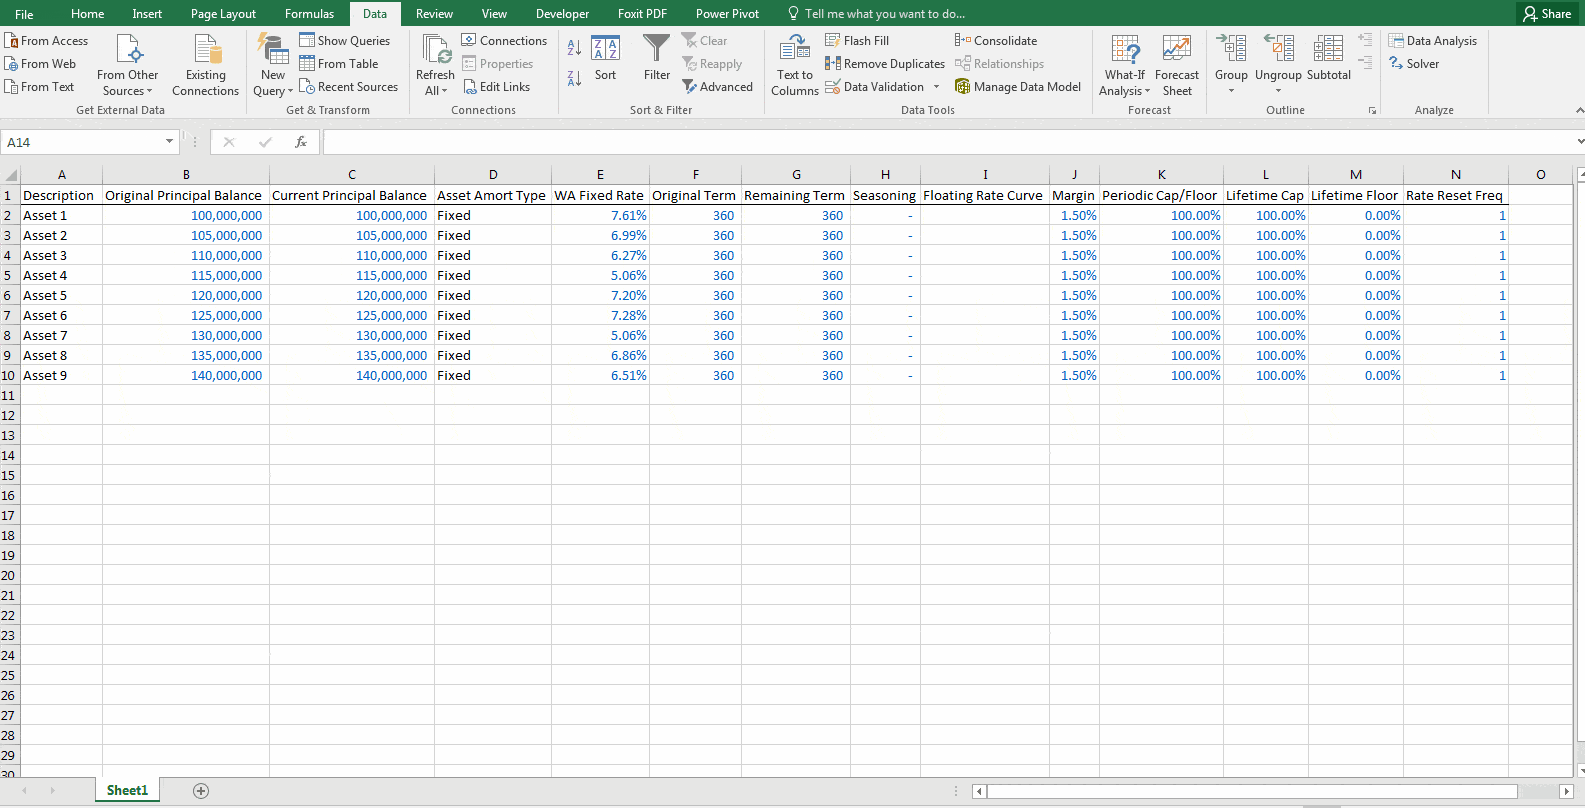 File Home Insert Page Layout Formulas Data Review View Developer Foxit PDF Power Pivot Tell me what you want to do... Share
From Access
From Web
From Text
From Other Sources
Existing Connections
Get External Data
New Query
Show Queries
From Table
Recent Sources
Get & Transform
Refresh All
Connections
Properties
Edit Links
Connections
Sort
Filter
Clear
Reapply
Advanced
Sort & Filter
Text to Columns
Flash Fill
Remove Duplicates
Data Validation
Consolidate
Relationships
Manage Data Model
Data Tools
What-If Analysis
Forecast Sheet
Forecast
Group
Ungroup
Subtotal
Outline
Data Analysis
Solver
Analyze
A14 fx
A B C D E F G H I J K L M N O
1 Description Original Principal Balance Current Principal Balance Asset Amort Type WA Fixed Rate Original Term Remaining Term Seasoning Floating Rate Curve Margin Periodic Cap/Floor Lifetime Cap Lifetime Floor Rate Reset Freq
2 Asset 1 100,000,000 100,000,000 Fixed 7.61% 360 360 - 1.50% 100.00% 100.00% 0.00% 1
3 Asset 2 105,000,000 105,000,000 Fixed 6.99% 360 360 - 1.50% 100.00% 100.00% 0.00% 1
4 Asset 3 110,000,000 110,000,000 Fixed 6.27% 360 360 - 1.50% 100.00% 100.00% 0.00% 1
5 Asset 4 115,000,000 115,000,000 Fixed 5.06% 360 360 - 1.50% 100.00% 100.00% 0.00% 1
6 Asset 5 120,000,000 120,000,000 Fixed 7.20% 360 360 - 1.50% 100.00% 100.00% 0.00% 1
7 Asset 6 125,000,000 125,000,000 Fixed 7.28% 360 360 - 1.50% 100.00% 100.00% 0.00% 1
8 Asset 7 130,000,000 130,000,000 Fixed 5.06% 360 360 - 1.50% 100.00% 100.00% 0.00% 1
9 Asset 8 135,000,000 135,000,000 Fixed 6.86% 360 360 - 1.50% 100.00% 100.00% 0.00% 1
10 Asset 9 140,000,000 140,000,000 Fixed 6.51% 360 360 - 1.50% 100.00% 100.00% 0.00% 1
11
12
13
14
15
16
17
18
19
20
21
22
23
24
25
26
27
28
29
30
Sheet1